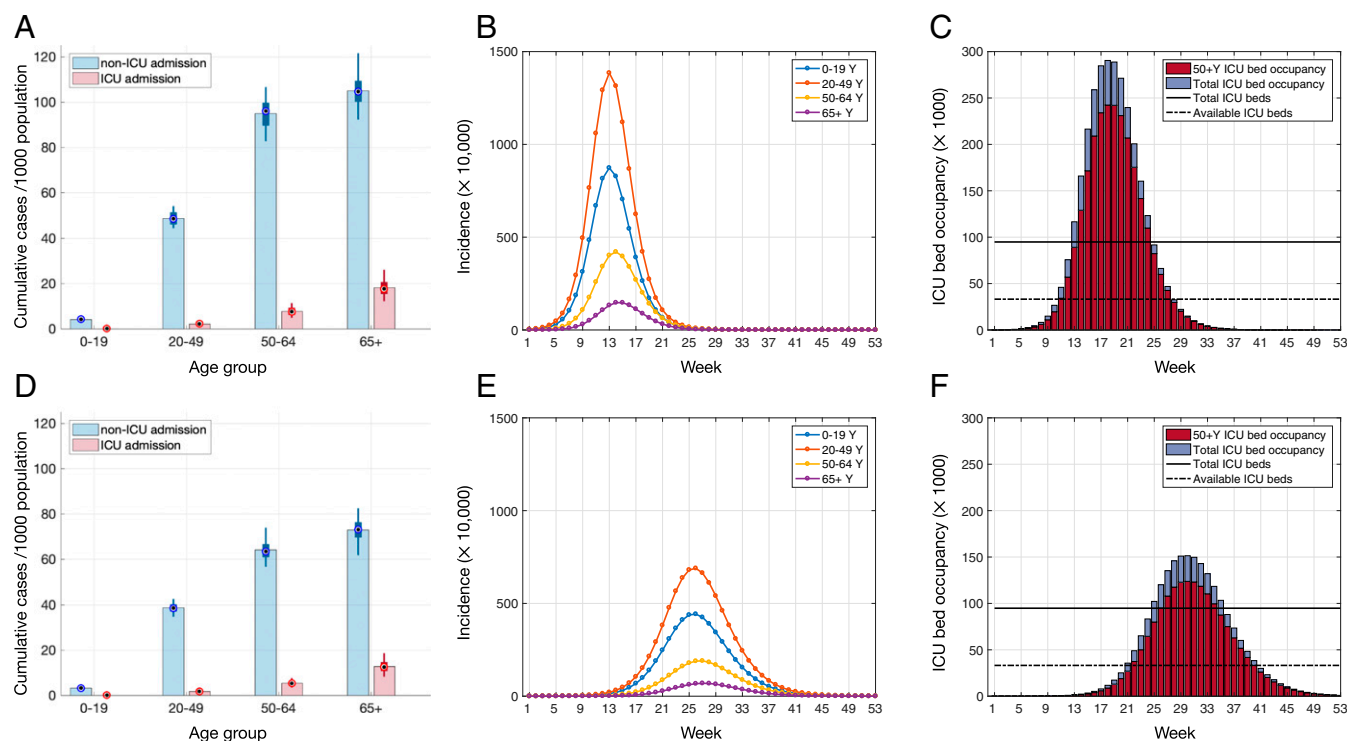 A
Cumulative cases /1000 population
120
100
80
60
40
20
0
non-ICU admission
ICU admission
0-19
20-49
50-64
65+
Age group
B
Incidence (× 10,000)
1500
1000
500
0
0-19 Y
20-49 Y
50-64 Y
65+ Y
1 5 9 13 17 21 25 29 33 37 41 45 49 53
Week
C
ICU bed occupancy (× 1000)
300
250
200
150
100
50
0
50+Y ICU bed occupancy
Total ICU bed occupancy
Total ICU beds
Available ICU beds
1 5 9 13 17 21 25 29 33 37 41 45 49 53
Week
D
Cumulative cases /1000 population
120
100
80
60
40
20
0
non-ICU admission
ICU admission
0-19
20-49
50-64
65+
Age group
E
Incidence (× 10,000)
1500
1000
500
0
0-19 Y
20-49 Y
50-64 Y
65+ Y
1 5 9 13 17 21 25 29 33 37 41 45 49 53
Week
F
ICU bed occupancy (× 1000)
300
250
200
150
100
50
0
50+Y ICU bed occupancy
Total ICU bed occupancy
Total ICU beds
Available ICU beds
1 5 9 13 17 21 25 29 33 37 41 45 49 53
Week